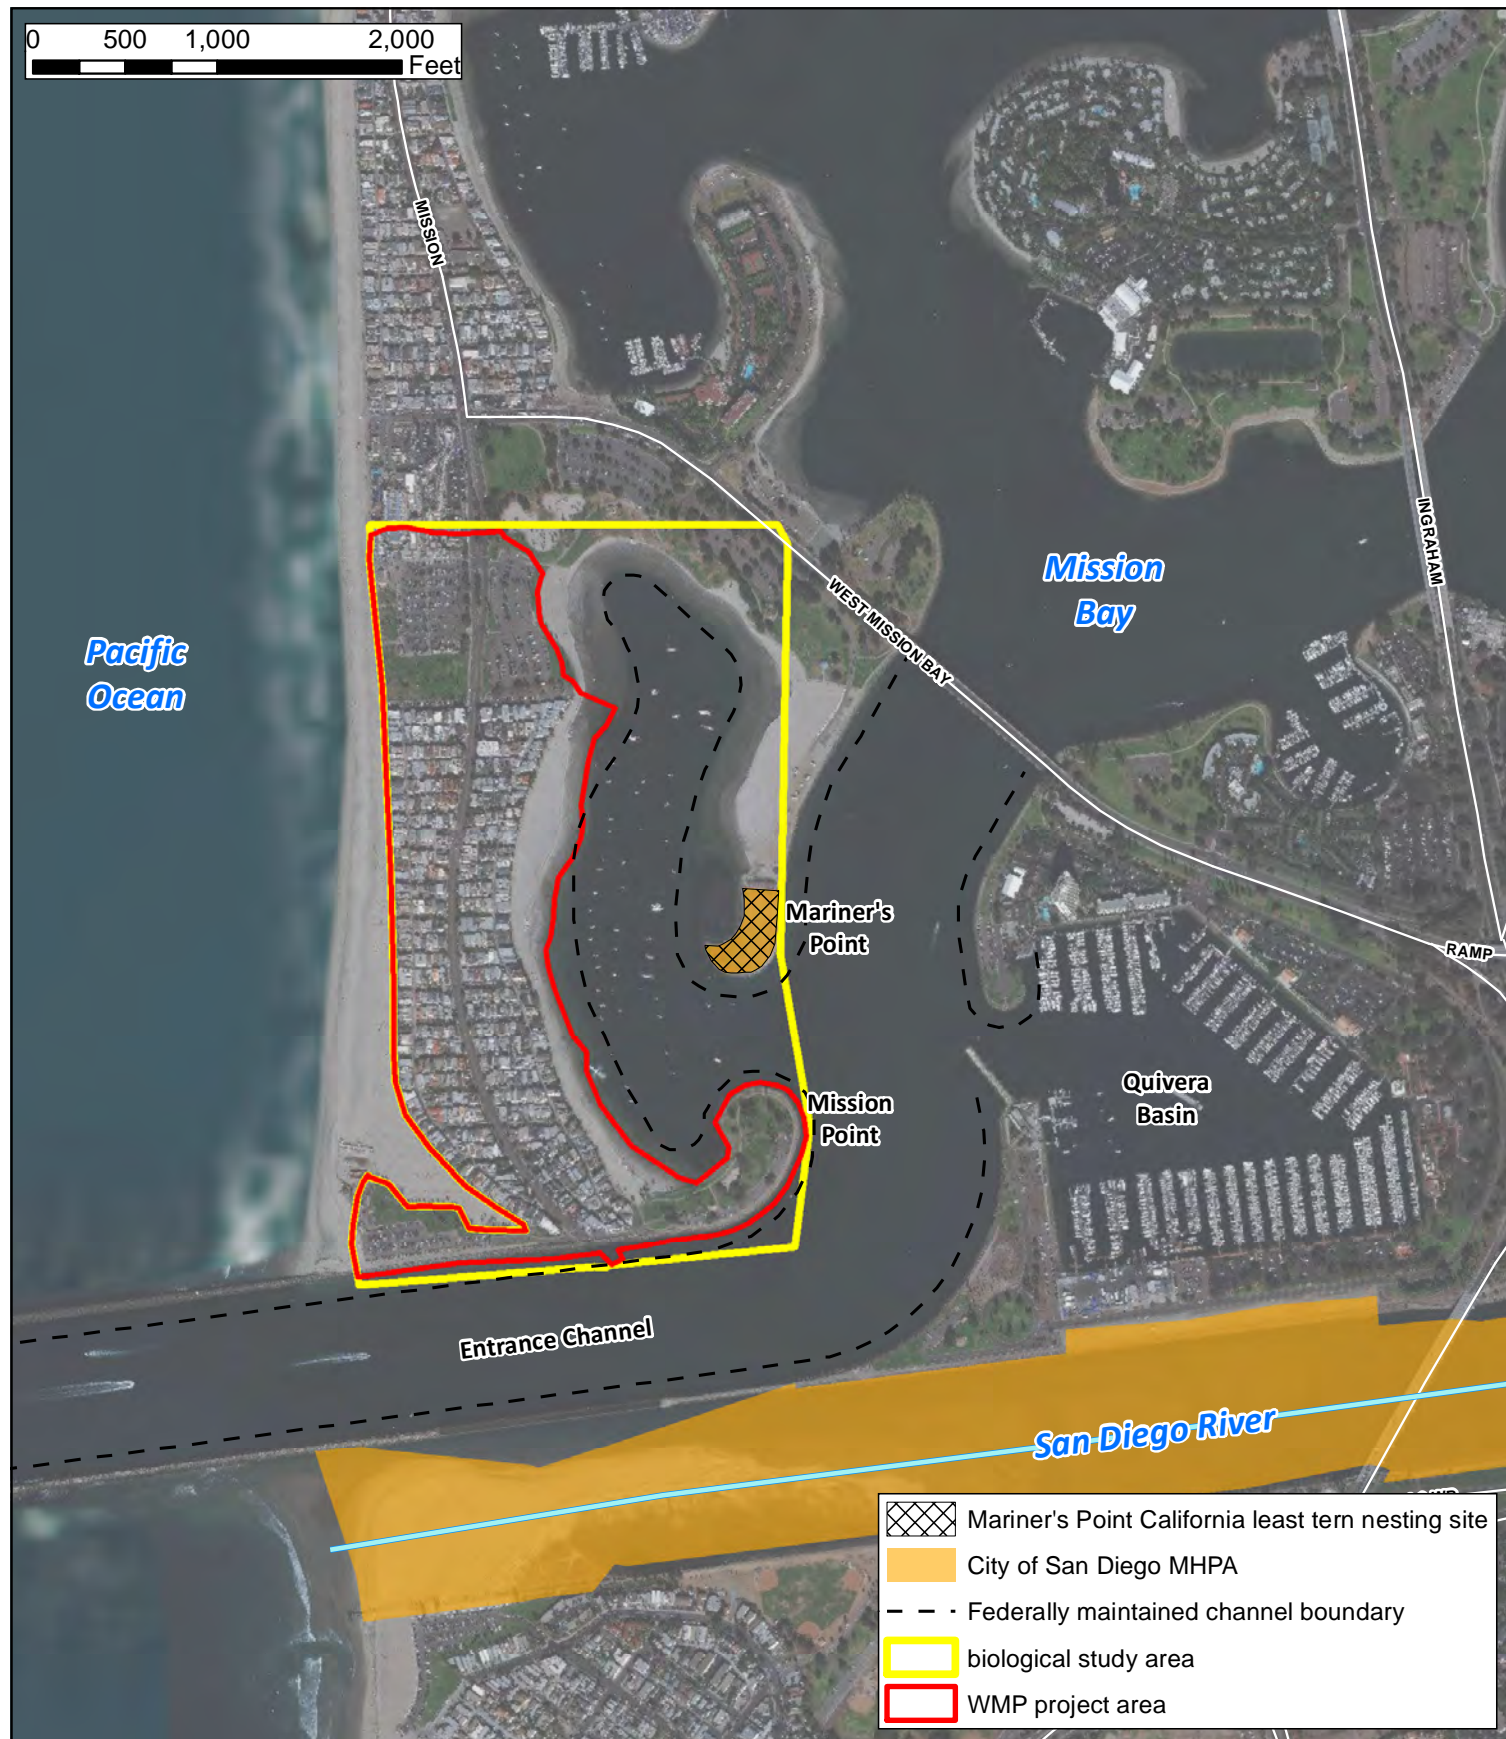 0 500 1,000 2,000
Feet
MISSION
Mission
Bay
INGRAHAM
WEST MISSION BAY
Pacific
Ocean
Mariner's
Point
RAMP
Quivera
Basin
Mission
Point
Entrance Channel
San Diego River
Mariner's Point California least tern nesting site
City of San Diego MHPA
Federally maintained channel boundary
biological study area
WMP project area